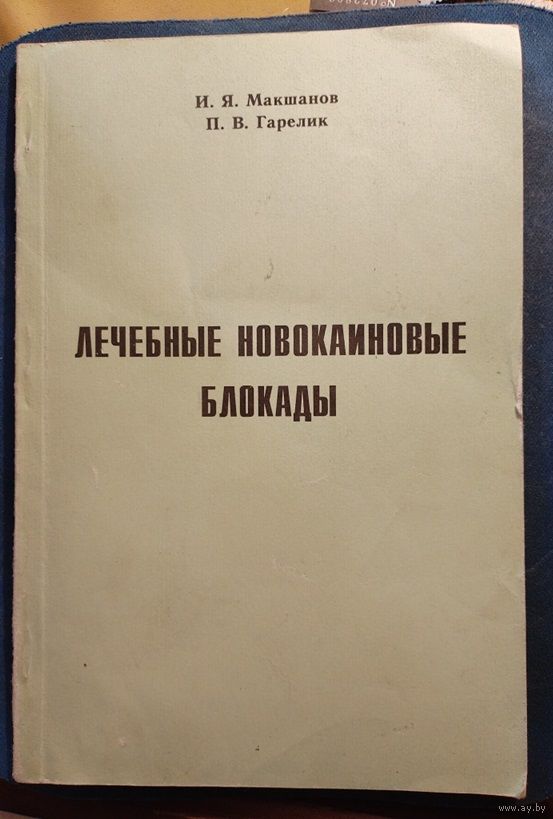 И. Я. Макшанов
П. В. Гарелик
ЛЕЧЕБНЫЕ НОВОКАИНОВЫЕ
БЛОКАДЫ
www.ay.by